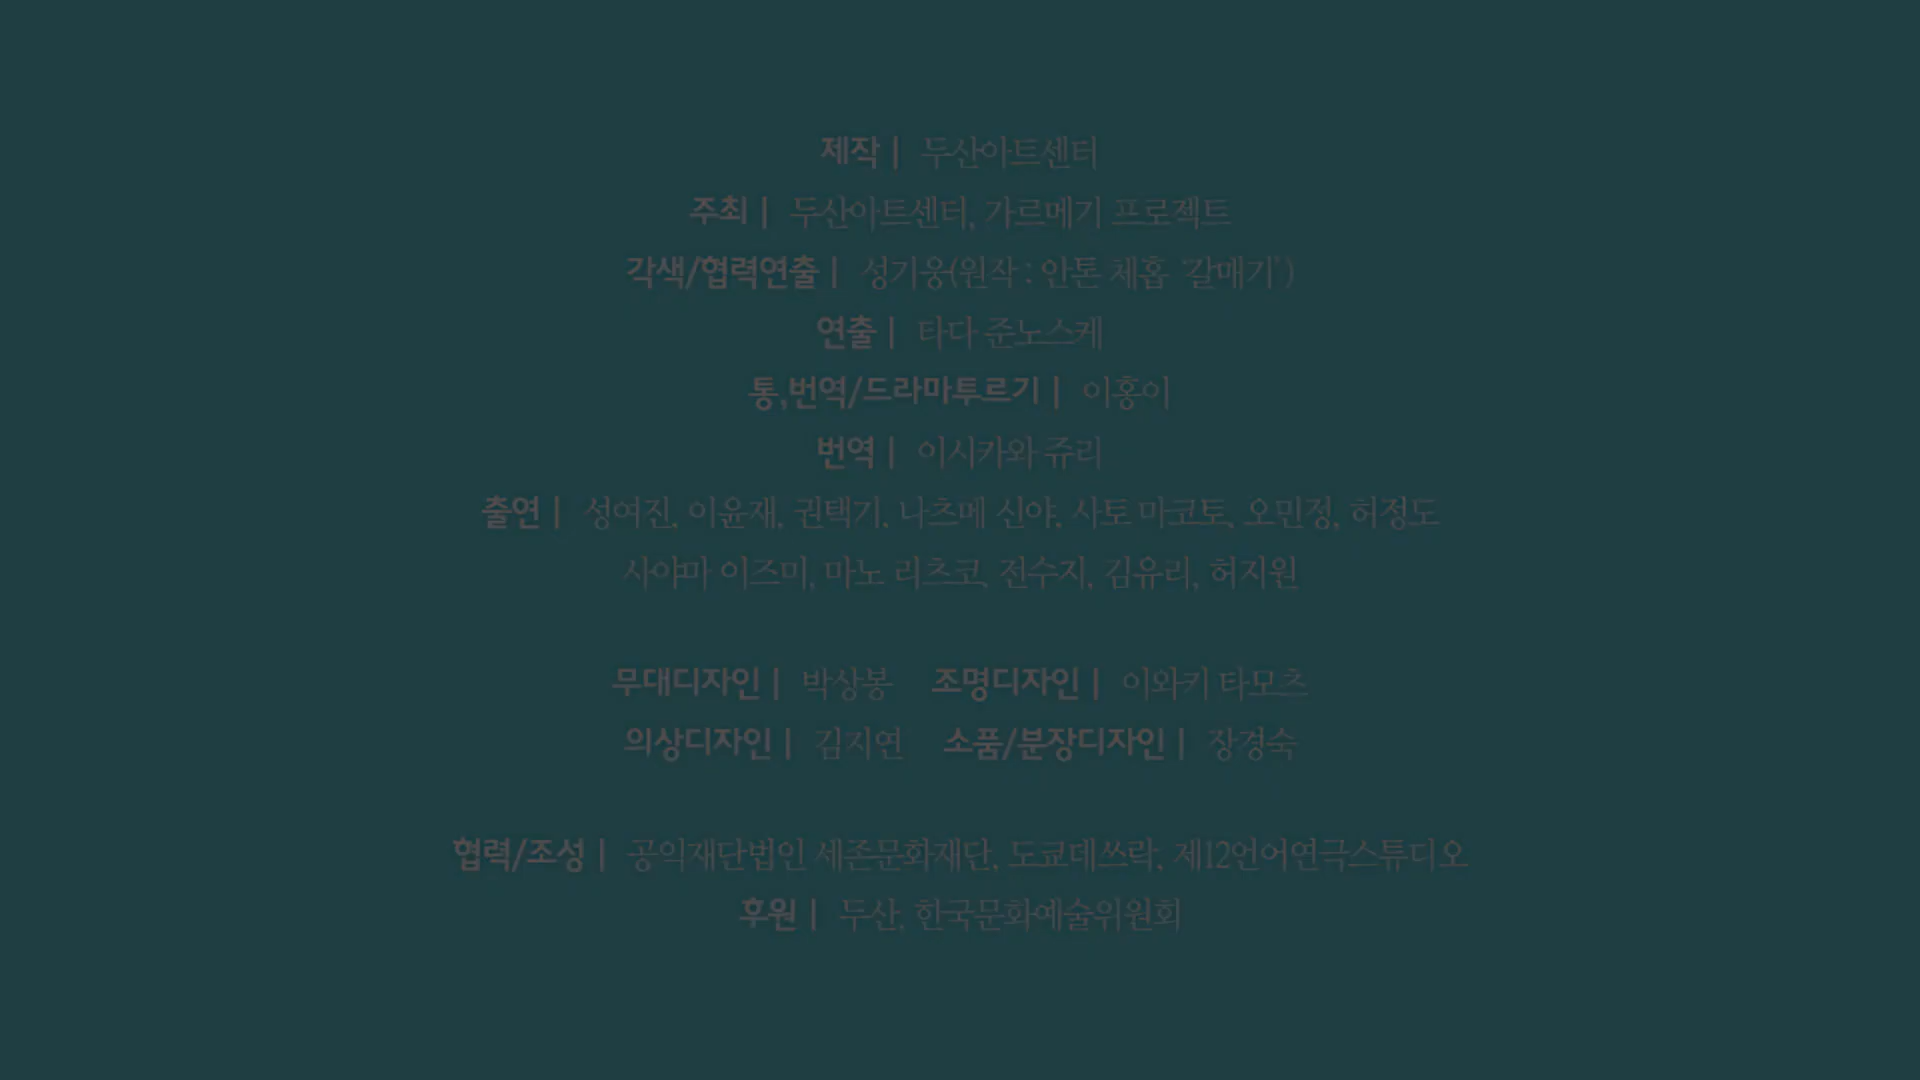 제작 | 두산아트센터
주최 | 두산아트센터, 가르메기 프로젝트
각색/협력연출 | 성기웅(원작 : 안톤 체홉 '갈매기')
연출 | 타다 준노스케
통,번역/드라마투르기 | 이홍이
번역 | 이시카와 쥬리
출연 | 성여진, 이윤재, 권택기, 나츠메 신야, 사토 마코토, 오민정, 허정도
사야마 이즈미, 마노 리츠코, 전수지, 김유리, 허지원
무대디자인 | 박상봉 조명디자인 | 이와키 타모츠
의상디자인 | 김지연 소품/분장디자인 | 장경숙
협력/조성 | 공익재단법인 세존문화재단, 도쿄데쓰락, 제12언어연극스튜디오
후원 | 두산, 한국문화예술위원회